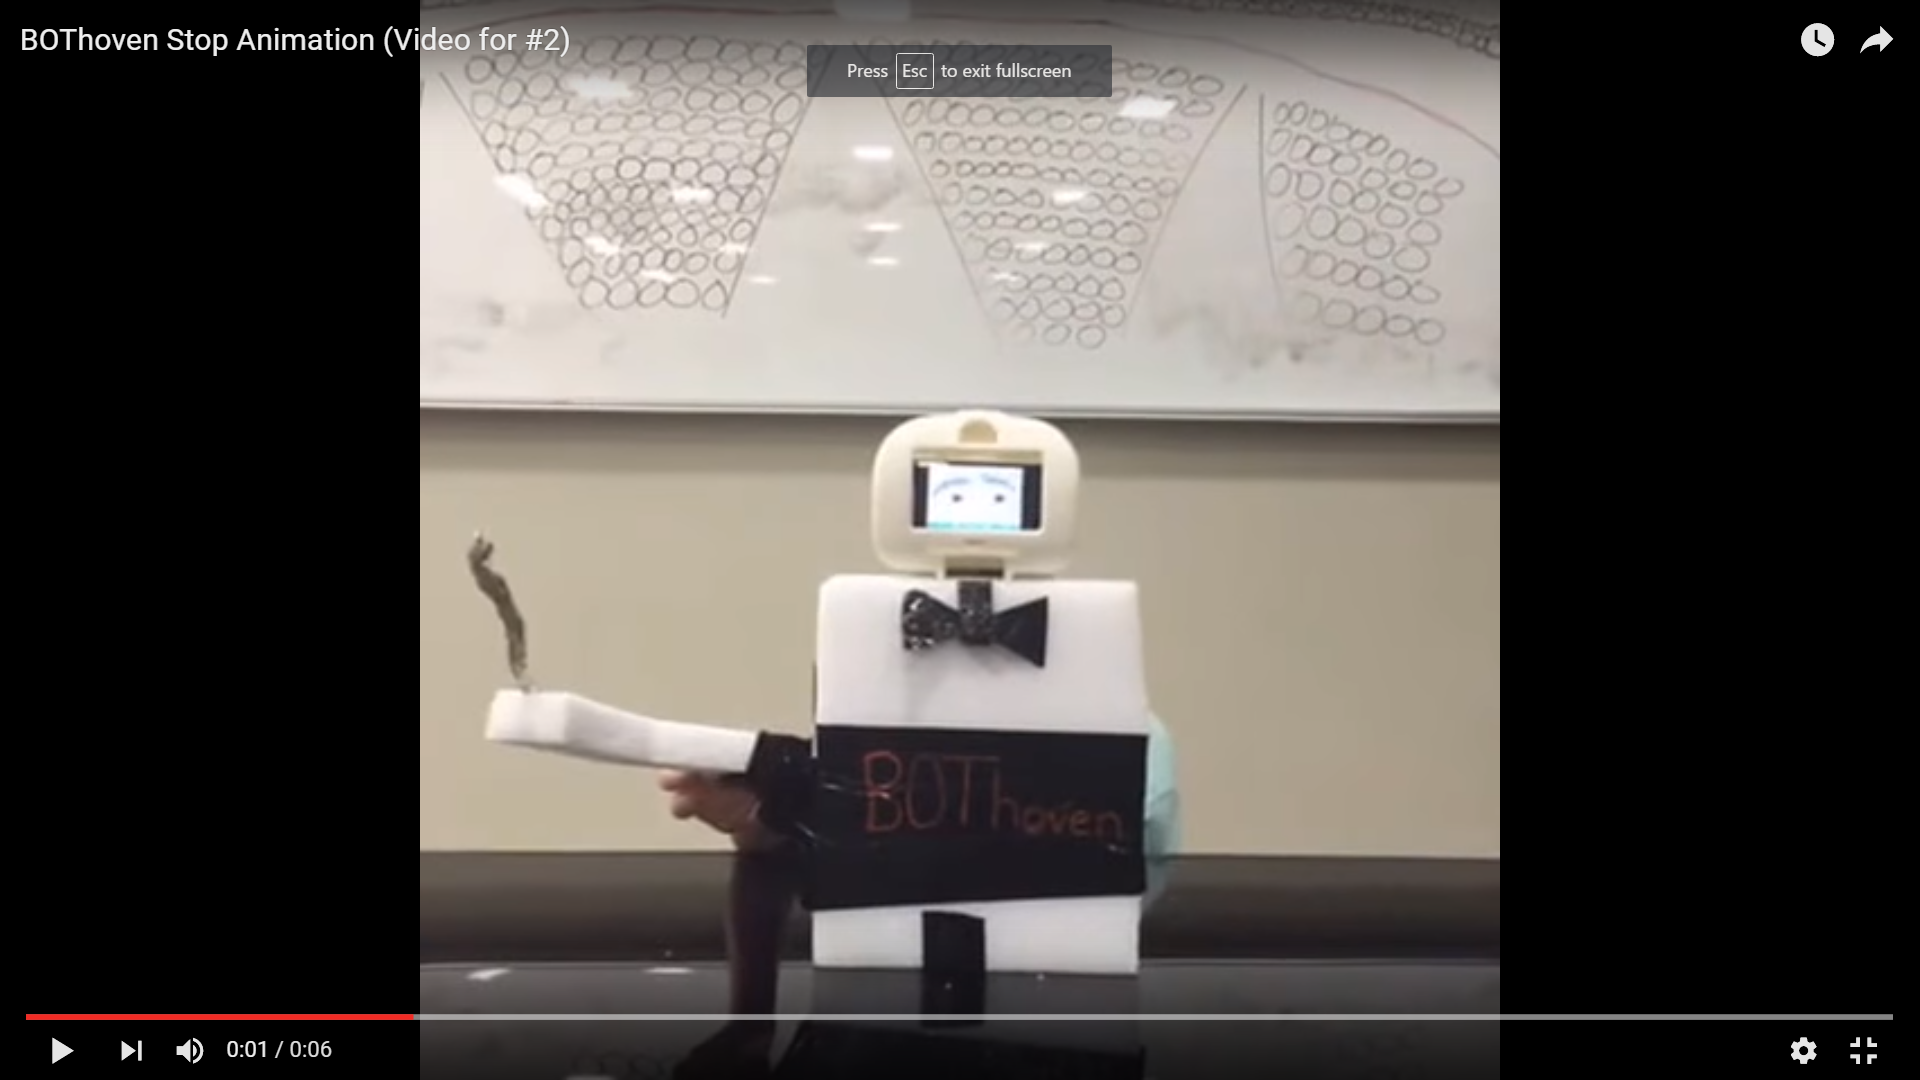 BOThoven Stop Animation (Video for #2)
Press Esc to exit fullscreen
BOThoven
0:01 / 0:06